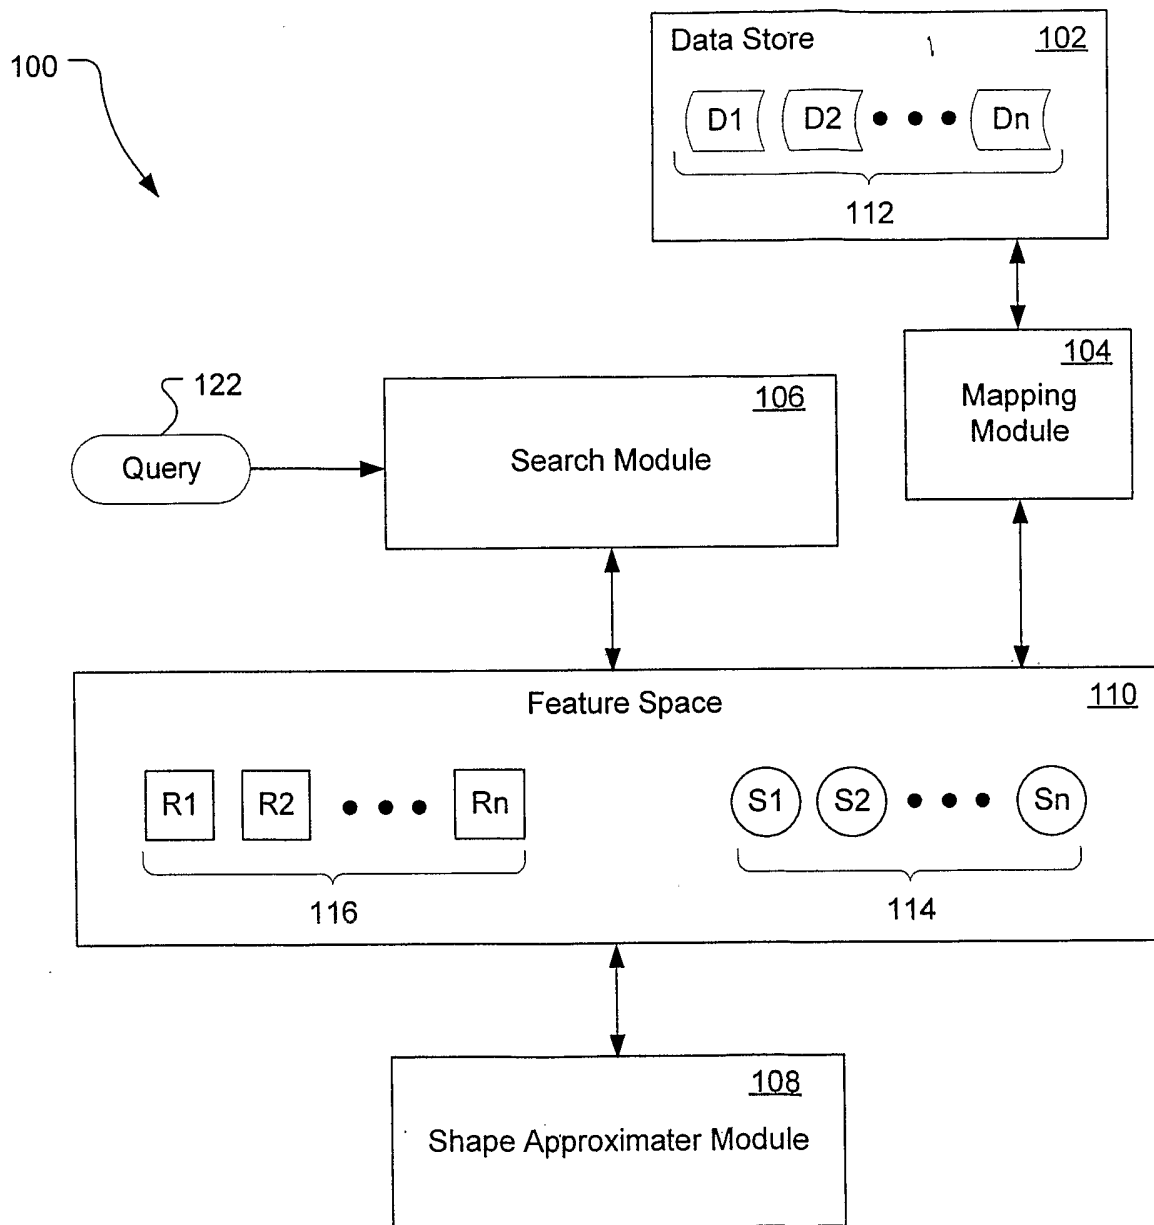 100
Data Store 102
D1 D2 Dn
112
104
Mapping
Module
122
Query
106
Search Module
Feature Space 110
R1 R2 Rn
116
S1 S2 Sn
114
108
Shape Approximater Module